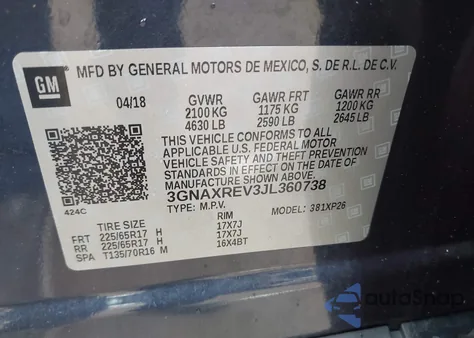 GM
MFD BY GENERAL MOTORS DE MEXICO, S. DE R.L. DE C.V.
04/18 GVWR GAWR FRT GAWR RR
2100 KG 1175 KG 1200 KG
4630 LB 2590 LB 2645 LB
THIS VEHICLE CONFORMS TO ALL
APPLICABLE U.S. FEDERAL MOTOR
VEHICLE SAFETY AND THEFT PREVENTION
STANDARDS IN EFFECT ON THE DATE OF
MANUFACTURE SHOWN ABOVE.
424C
3GNAXREV3JL360738
TYPE: M.P.V. MODEL: 381XP26
TIRE SIZE RIM
FRT 225/65R17 H 17X7J
RR 225/65R17 H 17X7J
SPA T135/70R16 M 16X4BT
autoSnap